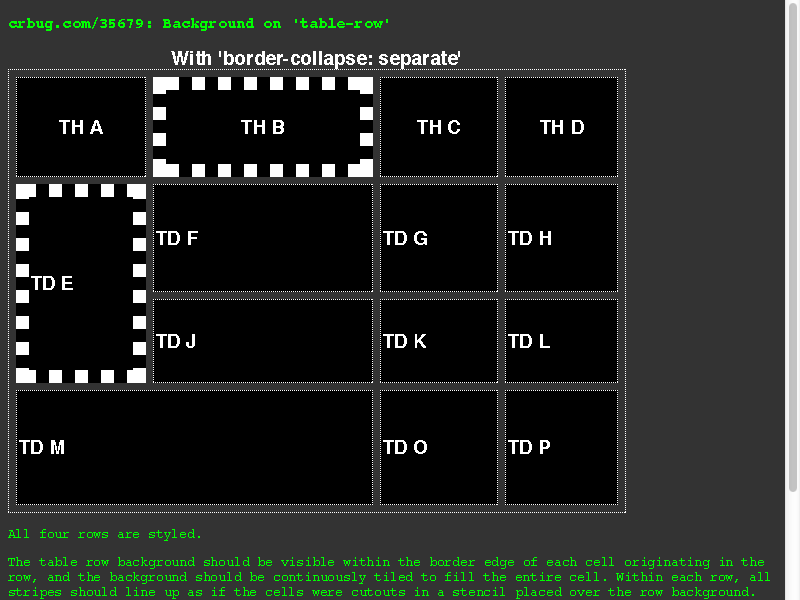 crbug.com/35679: Background on 'table-row'
With 'border-collapse: separate'
TH A TH B TH C TH D
TD E TD F TD G TD H
TD J TD K TD L
TD M TD O TD P
All four rows are styled.
The table row background should be visible within the border edge of each cell originating in the
row, and the background should be continuously tiled to fill the entire cell. Within each row, all
stripes should line up as if the cells were cutouts in a stencil placed over the row background.